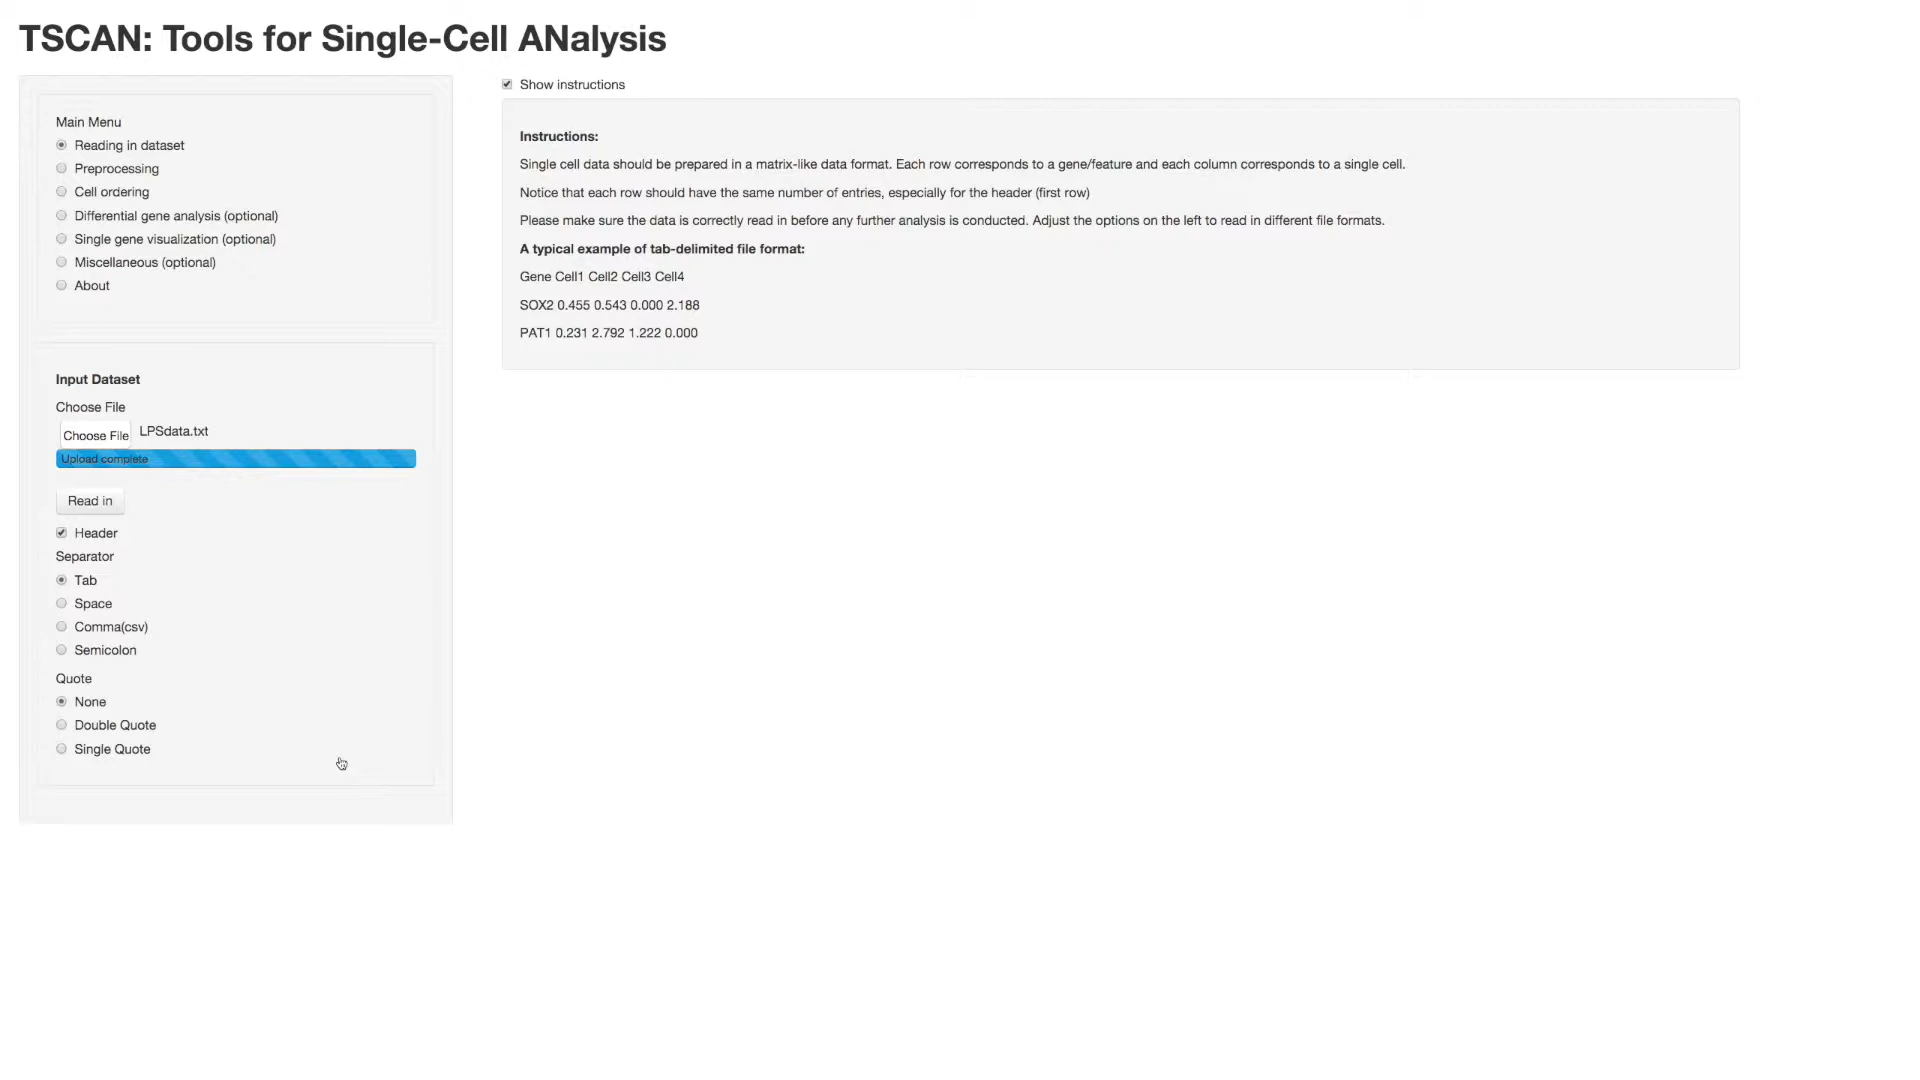 TSCAN: Tools for Single-Cell ANalysis
Main Menu
Reading in dataset
Preprocessing
Cell ordering
Differential gene analysis (optional)
Single gene visualization (optional)
Miscellaneous (optional)
About
Input Dataset
Choose File
Choose File LPSdata.txt
Upload complete
Read in
Header
Separator
Tab
Space
Comma(csv)
Semicolon
Quote
None
Double Quote
Single Quote
Show instructions
Instructions:
Single cell data should be prepared in a matrix-like data format. Each row corresponds to a gene/feature and each column corresponds to a single cell.
Notice that each row should have the same number of entries, especially for the header (first row)
Please make sure the data is correctly read in before any further analysis is conducted. Adjust the options on the left to read in different file formats.
A typical example of tab-delimited file format:
Gene Cell1 Cell2 Cell3 Cell4
SOX2 0.455 0.543 0.000 2.188
PAT1 0.231 2.792 1.222 0.000